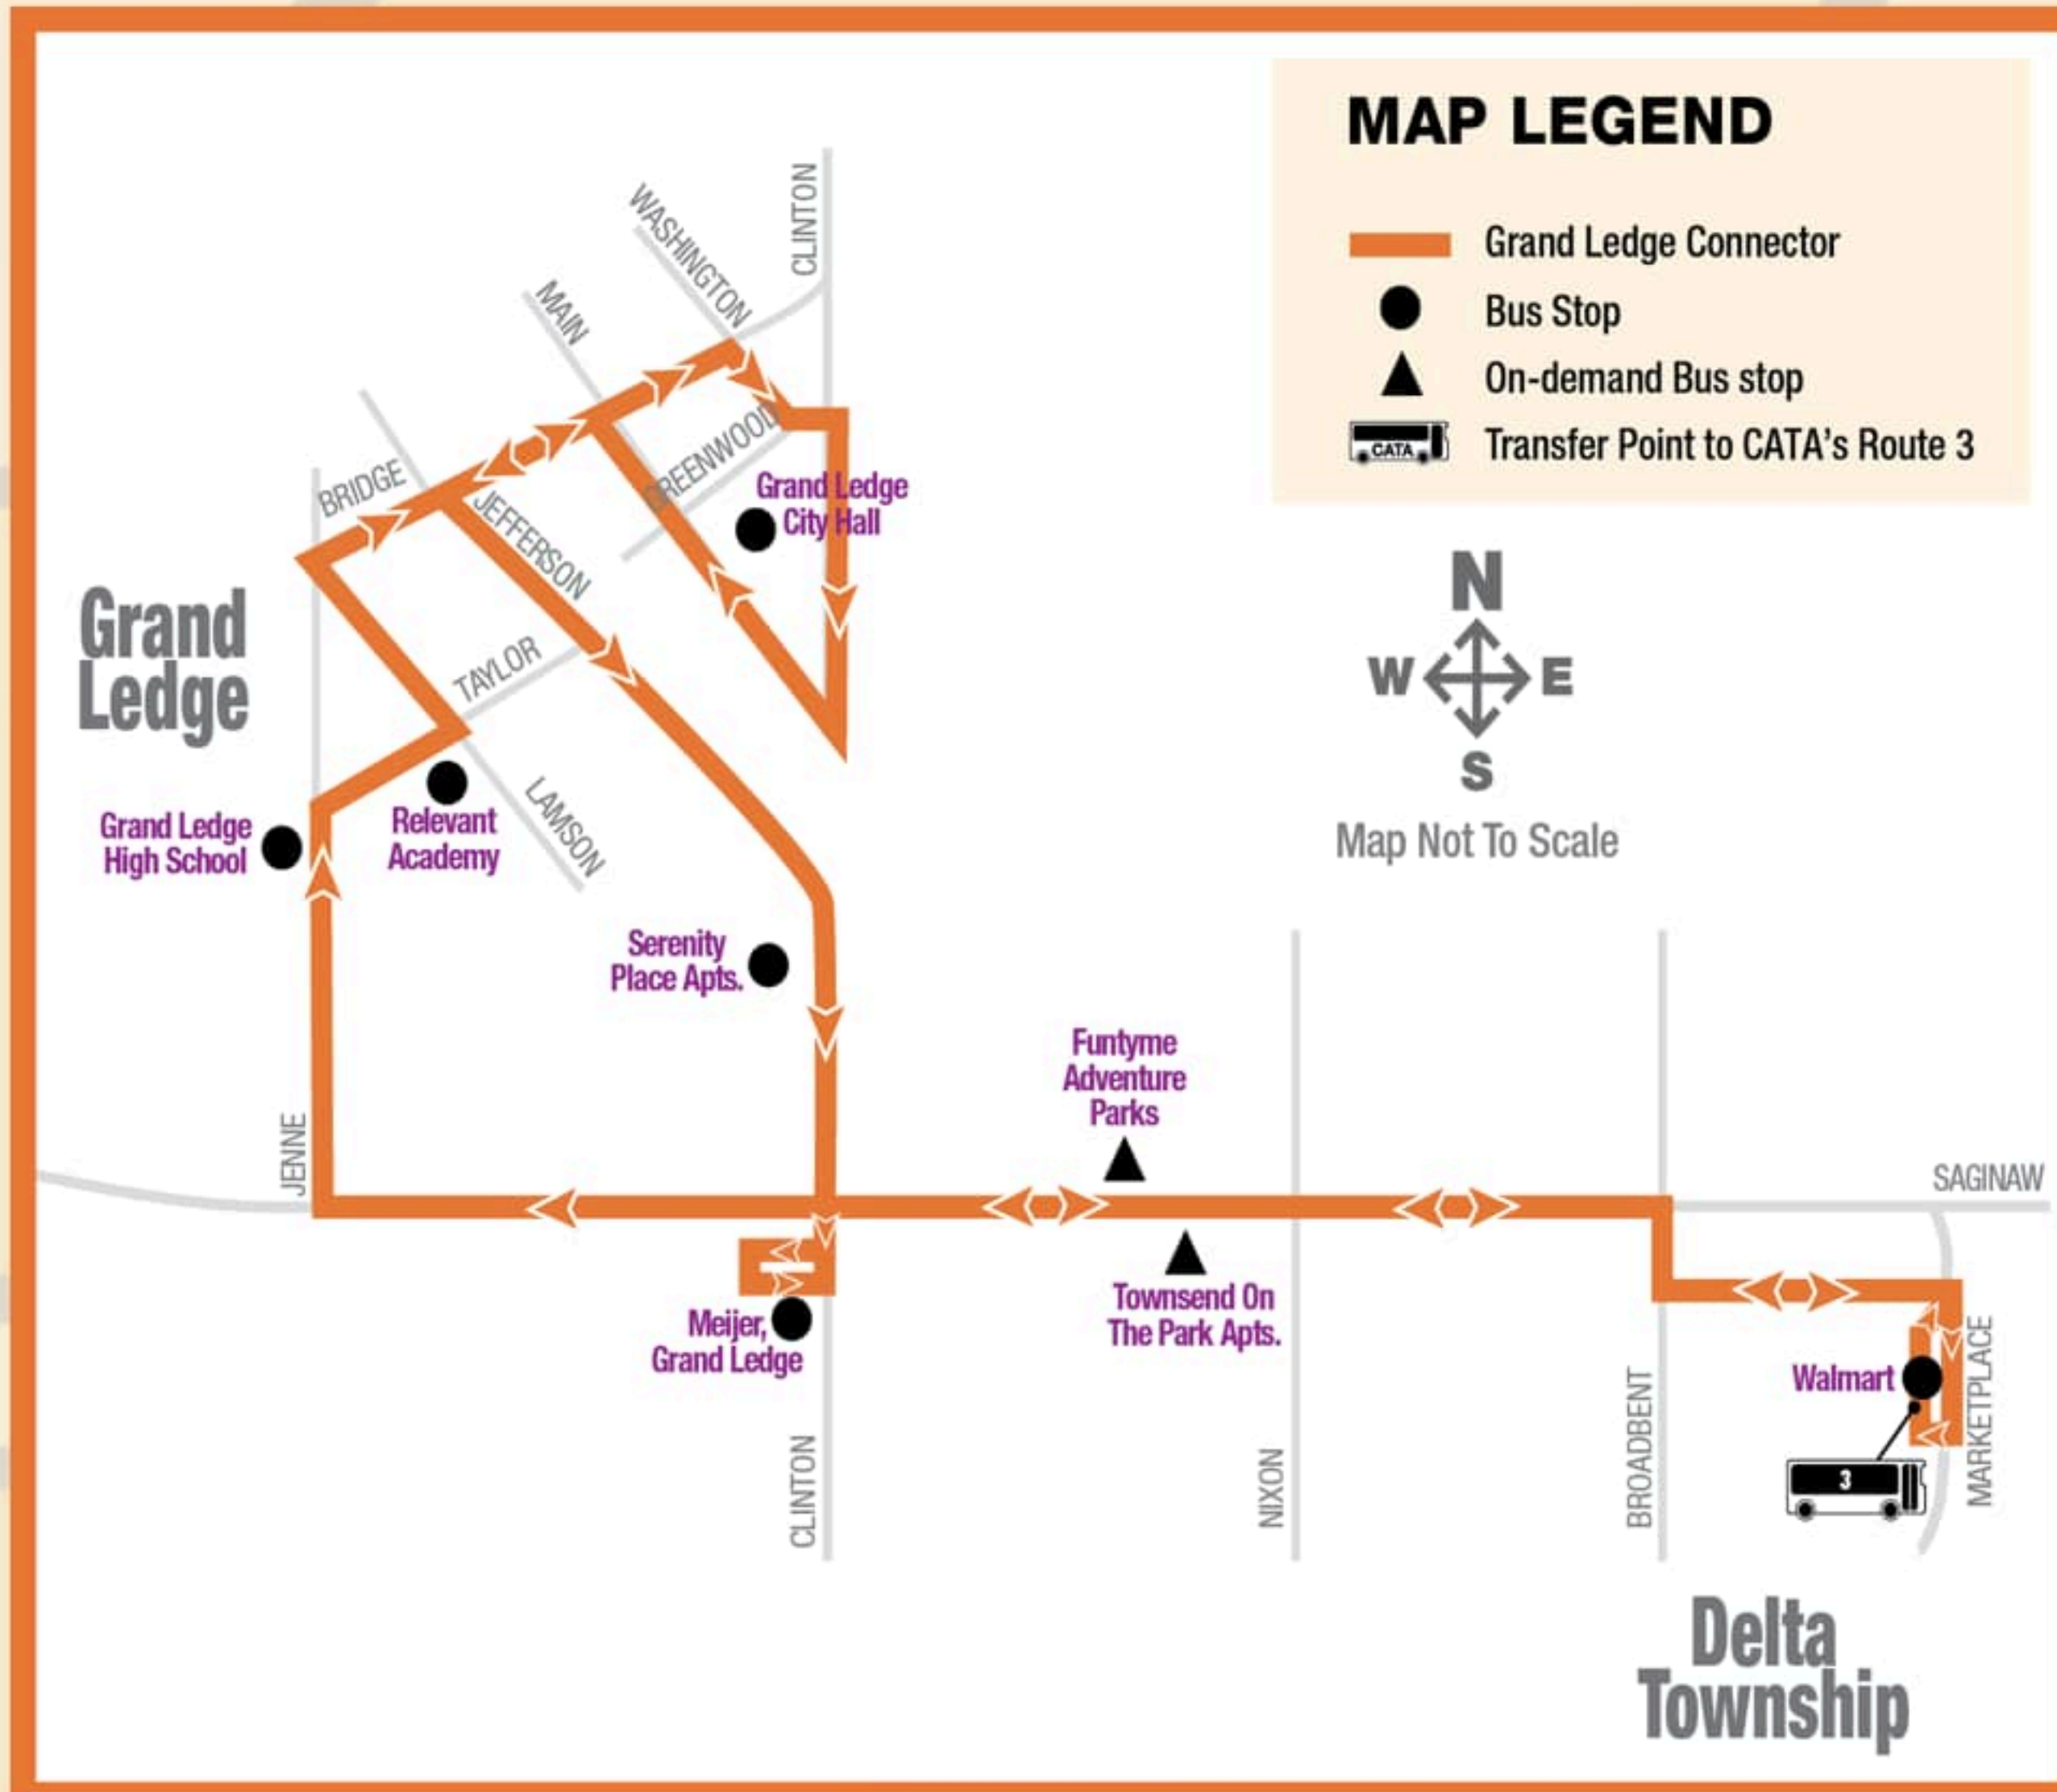 MAP LEGEND
Grand Ledge Connector
Bus Stop
On-demand Bus stop
CATA
Transfer Point to CATA's Route 3
CLINTON
WASHINGTON
MAIN
GREENWOOD
BRIDGE
Grand Ledge
City Hall
JEFFERSON
N
W
E
S
Map Not To Scale
Grand
Ledge
TAYLOR
LAMSON
Grand Ledge
High School
Relevant
Academy
Serenity
Place Apts.
Funtyme
Adventure
Parks
JENNE
SAGINAW
Townsend On
The Park Apts.
Meijer,
Grand Ledge
Walmart
MARKETPLACE
3
CLINTON
NIXON
BROADBENT
Delta
Township